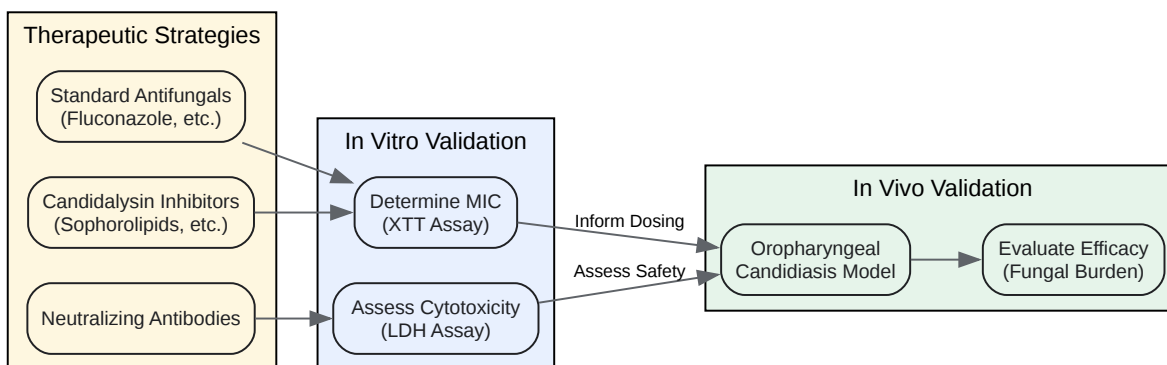 Therapeutic Strategies
Standard Antifungals
(Fluconazole, etc.)
Candidalysin Inhibitors
(Sophorolipids, etc.)
Neutralizing Antibodies
In Vitro Validation
Determine MIC
(XTT Assay)
Assess Cytotoxicity
(LDH Assay)
Inform Dosing
Assess Safety
In Vivo Validation
Oropharyngeal
Candidiasis Model
Evaluate Efficacy
(Fungal Burden)